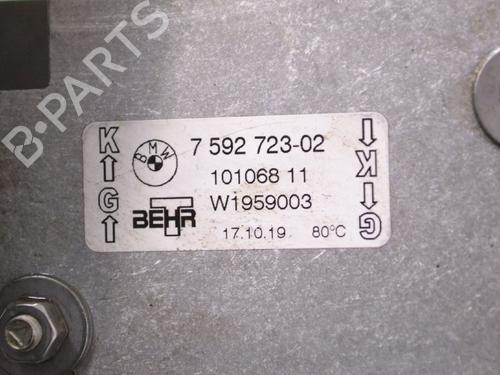 B-PARTS
K
G
BMW
7 592 723-02
101068 11
W1959003
BEHR
17.10.19 80°C
K
G